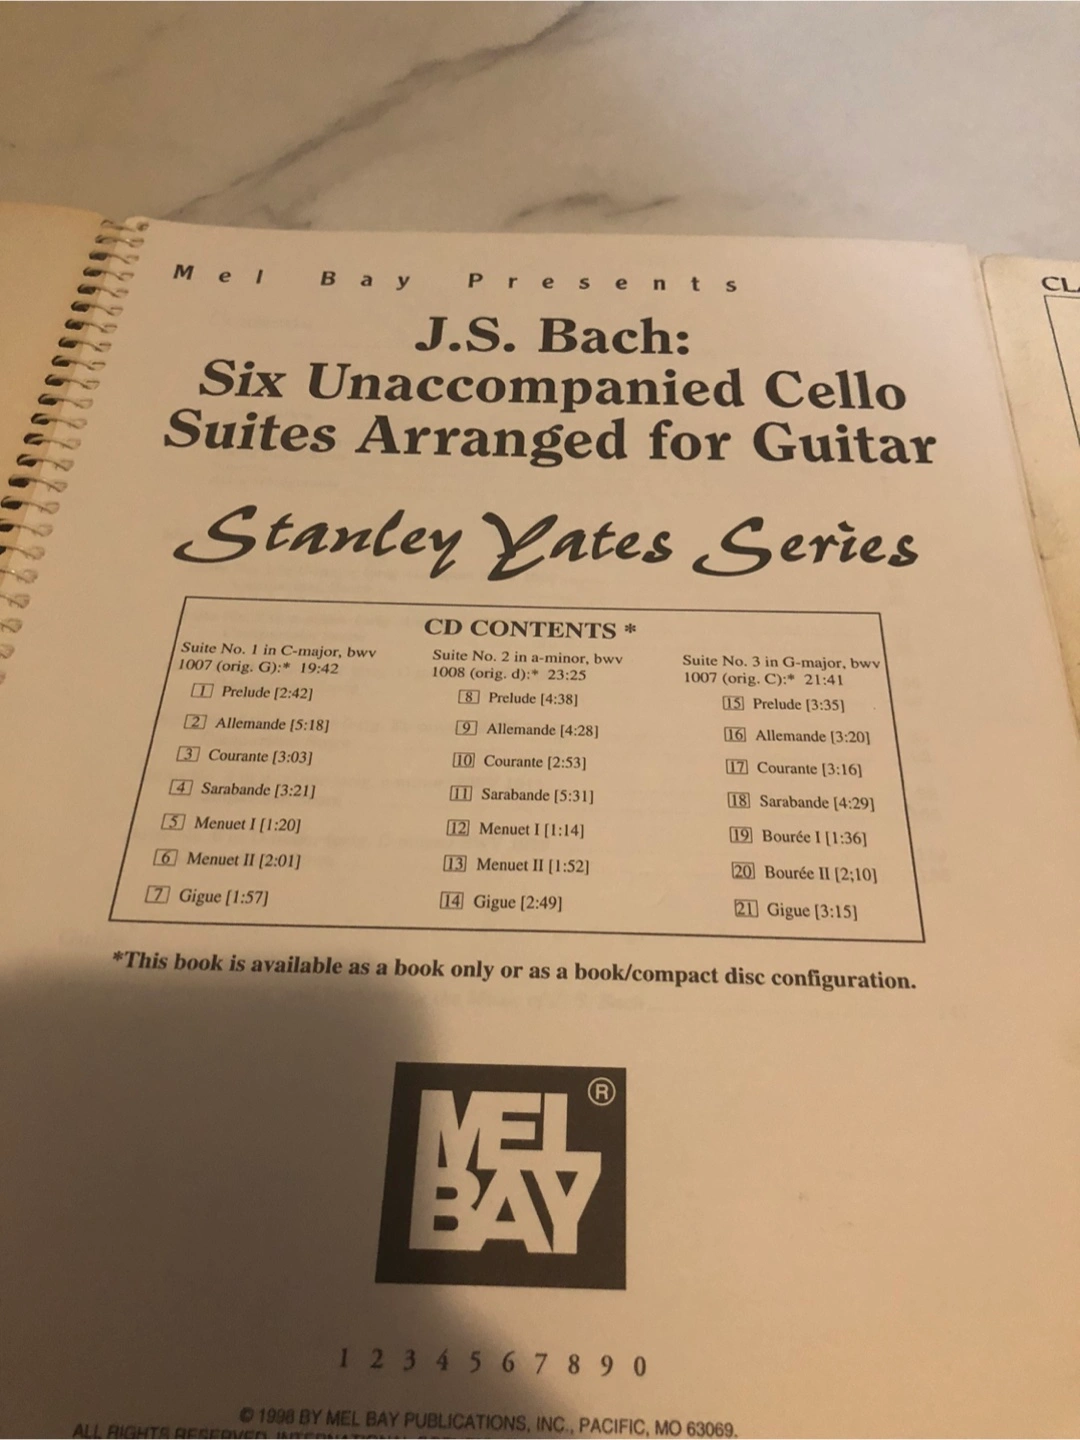 Mel Bay Presents
J.S. Bach:
Six Unaccompanied Cello
Suites Arranged for Guitar
Stanley Yates Series
CD CONTENTS *
Suite No. 1 in C-major, bwv
1007 (orig. G):* 19:42
1 Prelude [2:42]
2 Allemande [5:18]
3 Courante [3:03]
4 Sarabande [3:21]
5 Menuet I [1:20]
6 Menuet II [2:01]
7 Gigue [1:57]
Suite No. 2 in a-minor, bwv
1008 (orig. d):* 23:25
8 Prelude [4:38]
9 Allemande [4:28]
10 Courante [2:53]
11 Sarabande [5:31]
12 Menuet I [1:14]
13 Menuet II [1:52]
14 Gigue [2:49]
Suite No. 3 in G-major, bwv
1007 (orig. C):* 21:41
15 Prelude [3:35]
16 Allemande [3:20]
17 Courante [3:16]
18 Sarabande [4:29]
19 Bourée I [1:36]
20 Bourée II [2;10]
21 Gigue [3:15]
*This book is available as a book only or as a book/compact disc configuration.
MEL
BAY
®
1 2 3 4 5 6 7 8 9 0
© 1998 BY MEL BAY PUBLICATIONS, INC., PACIFIC, MO 63069.
ALL RIGHTS RESERVED. INTERNATIONAL
CLA